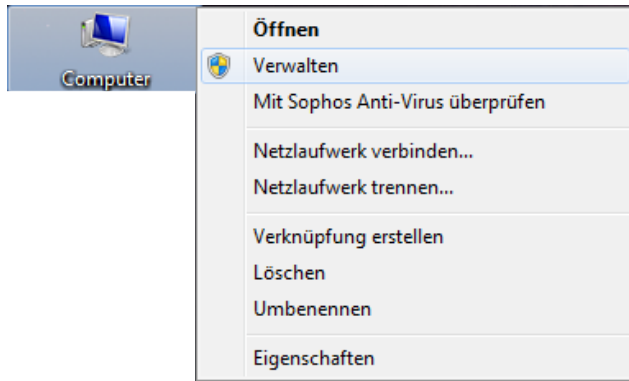 Computer
Öffnen
Verwalten
Mit Sophos Anti-Virus überprüfen
Netzlaufwerk verbinden...
Netzlaufwerk trennen...
Verknüpfung erstellen
Löschen
Umbenennen
Eigenschaften